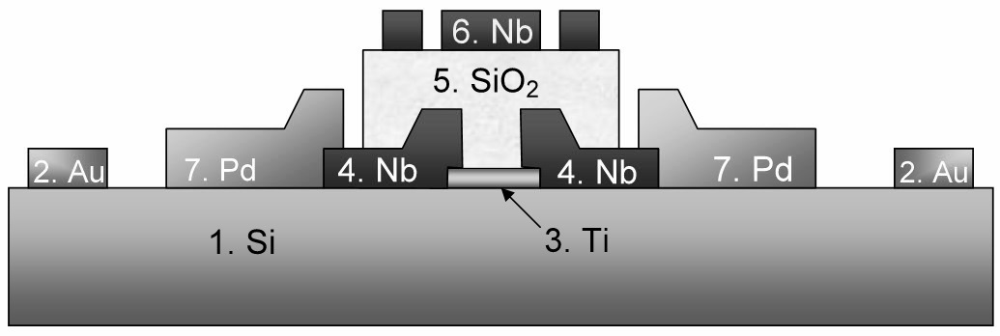 6. Nb
5. SiO₂
2. Au
7. Pd
4. Nb
4. Nb
7. Pd
2. Au
1. Si
3. Ti